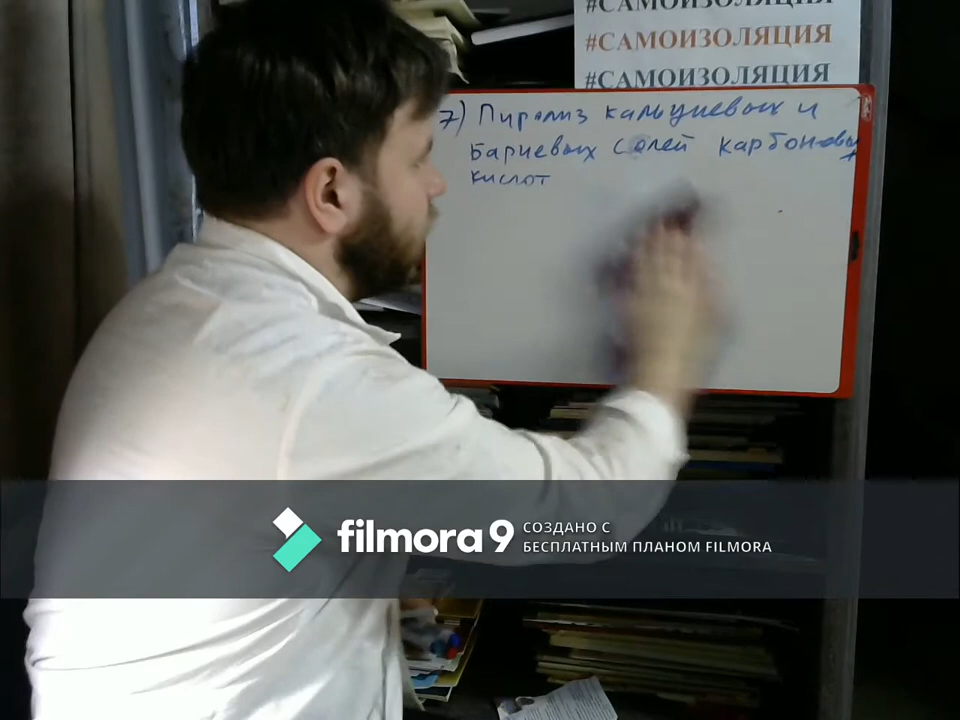 #САМОИЗОЛЯЦИЯ
#САМОИЗОЛЯЦИЯ
#САМОИЗОЛЯЦИЯ
7) Пиролиз кальциевых и
бариевых солей карбоновых
кислот
filmora 9
СОЗДАНО С
БЕСПЛАТНЫМ ПЛАНОМ FILMORA